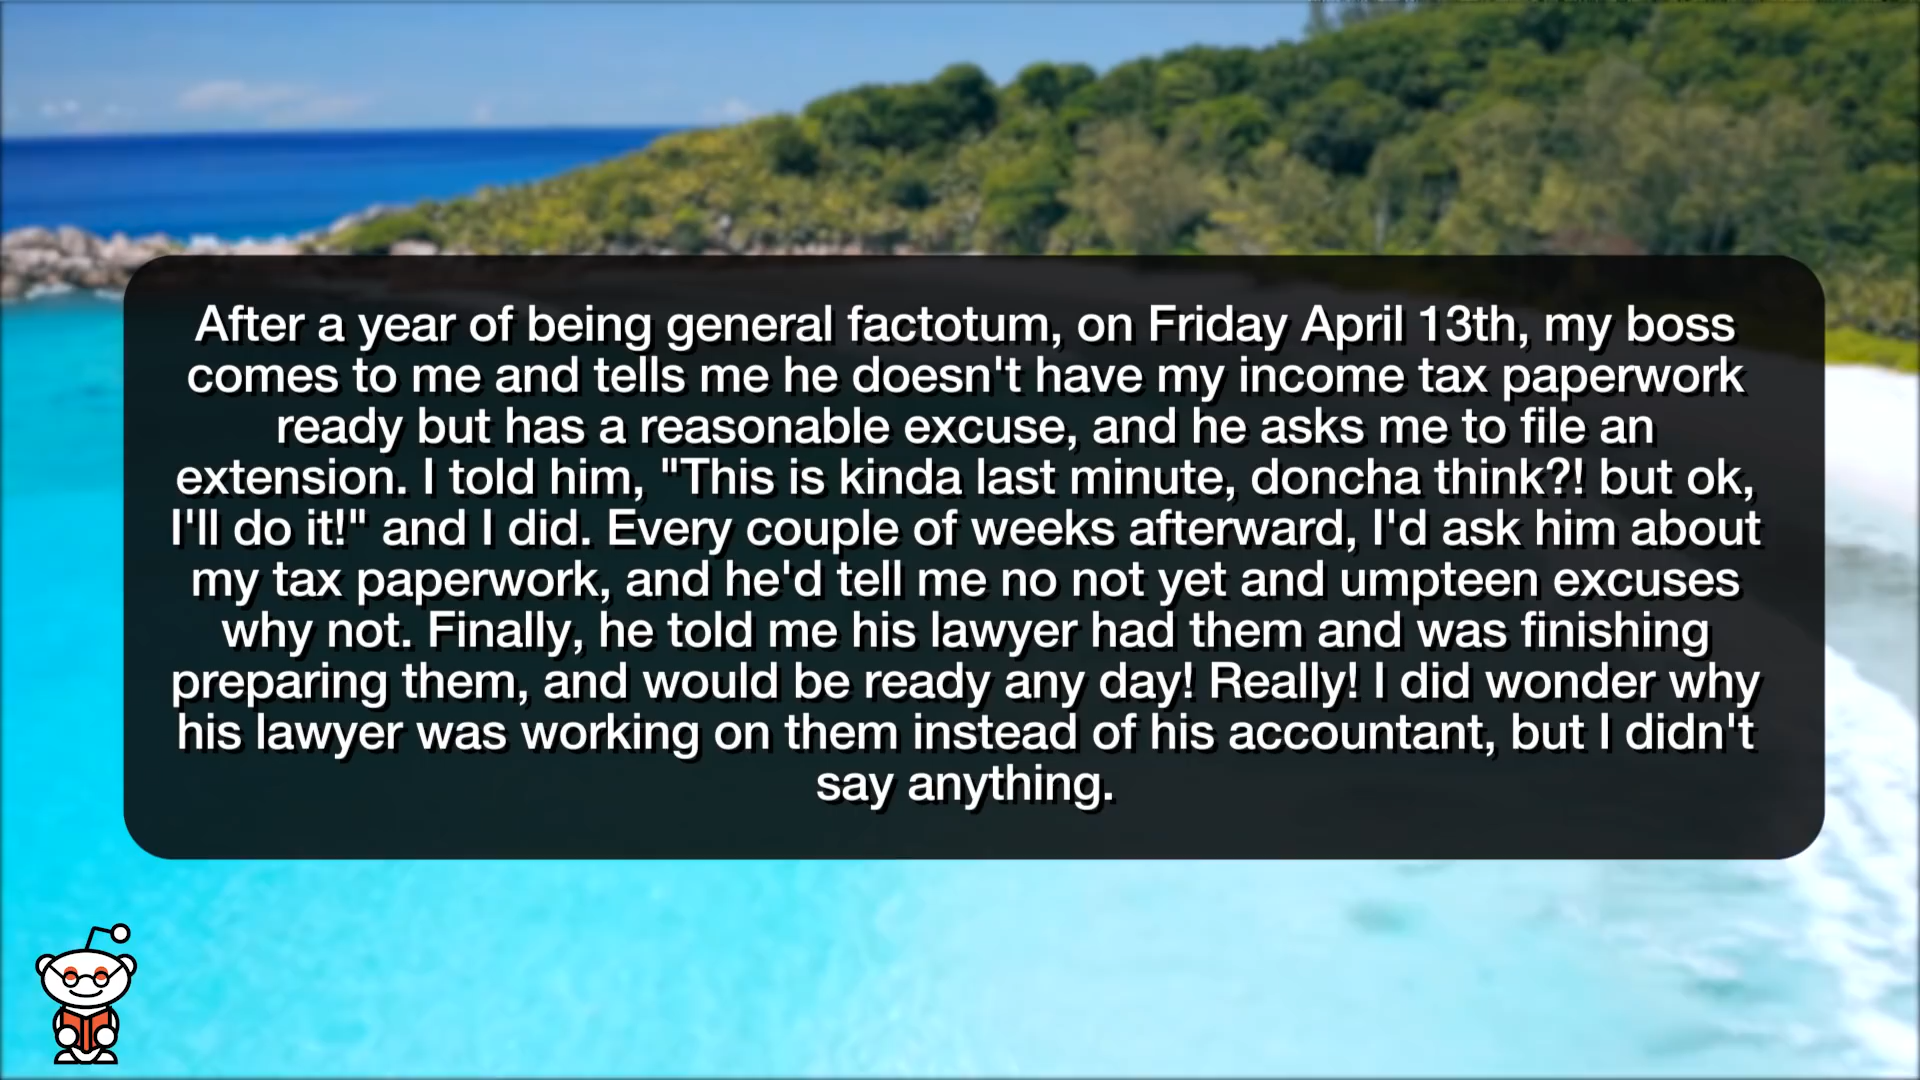 After a year of being general factotum, on Friday April 13th, my boss
comes to me and tells me he doesn't have my income tax paperwork
ready but has a reasonable excuse, and he asks me to file an
extension. I told him, "This is kinda last minute, doncha think?! but ok,
I'll do it!" and I did. Every couple of weeks afterward, I'd ask him about
my tax paperwork, and he'd tell me no not yet and umpteen excuses
why not. Finally, he told me his lawyer had them and was finishing
preparing them, and would be ready any day! Really! I did wonder why
his lawyer was working on them instead of his accountant, but I didn't
say anything.